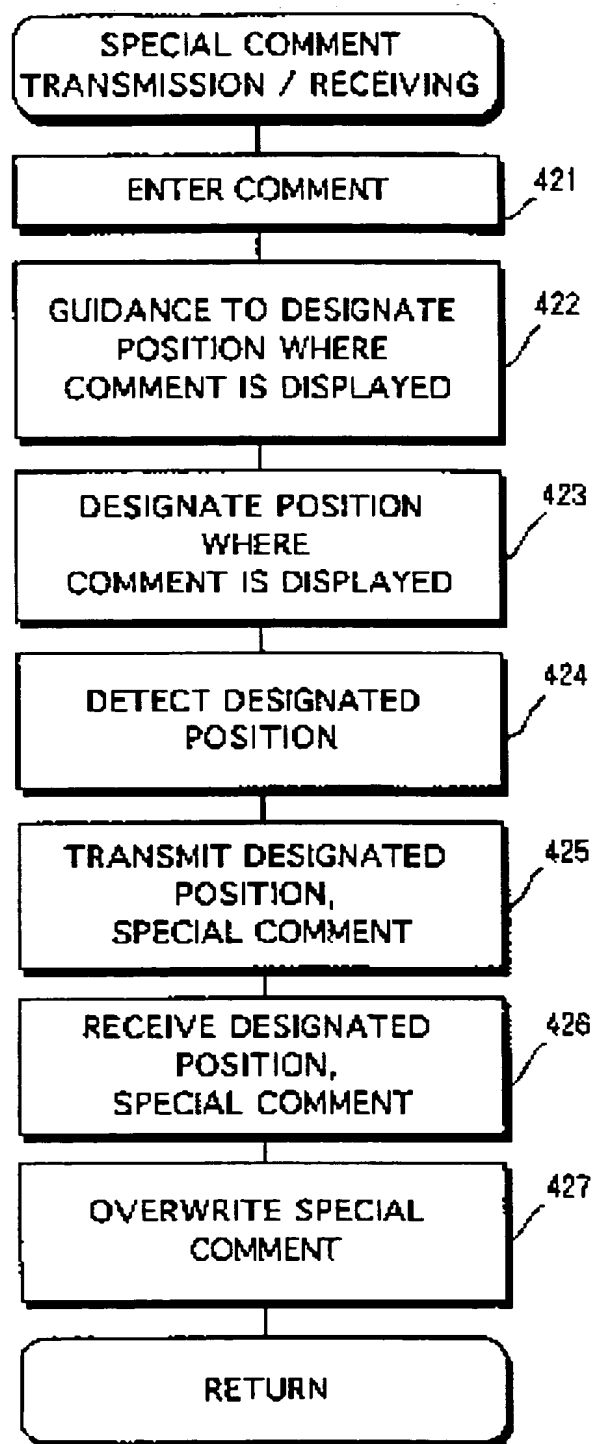 SPECIAL COMMENT
TRANSMISSION / RECEIVING
ENTER COMMENT
421
GUIDANCE TO DESIGNATE
POSITION WHERE
COMMENT IS DISPLAYED
422
DESIGNATE POSITION
WHERE
COMMENT IS DISPLAYED
423
DETECT DESIGNATED
POSITION
424
TRANSMIT DESIGNATED
POSITION,
SPECIAL COMMENT
425
RECEIVE DESIGNATED
POSITION,
SPECIAL COMMENT
426
OVERWRITE SPECIAL
COMMENT
427
RETURN